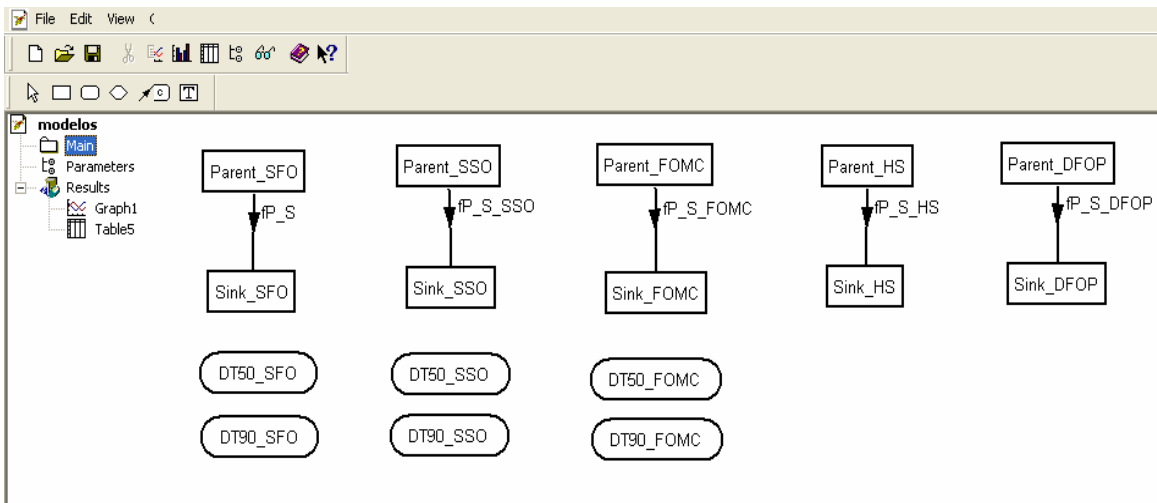 File Edit View (
modelos
Main
Parameters
Results
Graph1
Table5
Parent_SFO Parent_SSO Parent_FOMC Parent_HS Parent_DFOP
fP_S fP_S_SSO fP_S_FOMC fP_S_HS fP_S_DFOP
Sink_SFO Sink_SSO Sink_FOMC Sink_HS Sink_DFOP
DT50_SFO DT50_SSO DT50_FOMC
DT90_SFO DT90_SSO DT90_FOMC